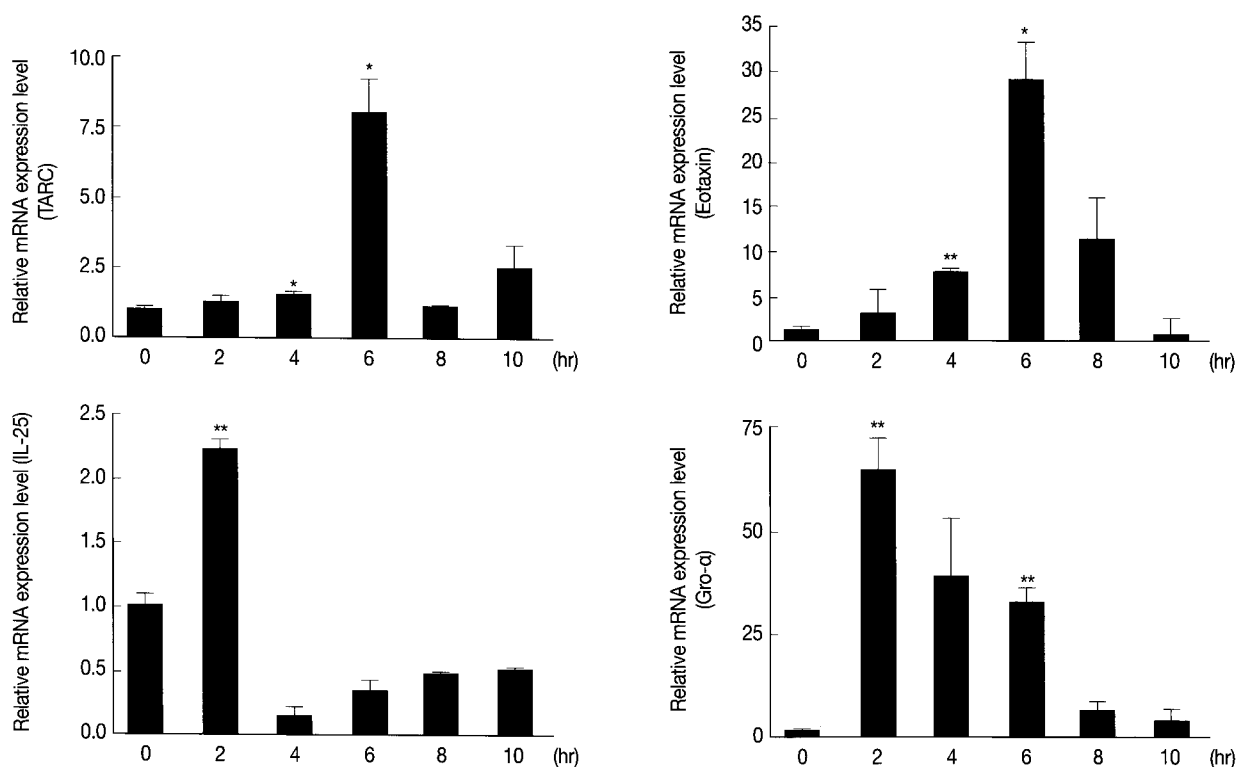 Relative mRNA expression level
(TARC)
10.0
7.5
5.0
2.5
0.0
*
*
0 2 4 6 8 10 (hr)
Relative mRNA expression level
(Eotaxin)
35
30
25
20
15
10
5
0
**
*
0 2 4 6 8 10 (hr)
Relative mRNA expression level (IL-25)
2.5
2.0
1.5
1.0
0.5
0.0
**
0 2 4 6 8 10 (hr)
Relative mRNA expression level
(Gro-α)
75
50
25
0
**
**
0 2 4 6 8 10 (hr)